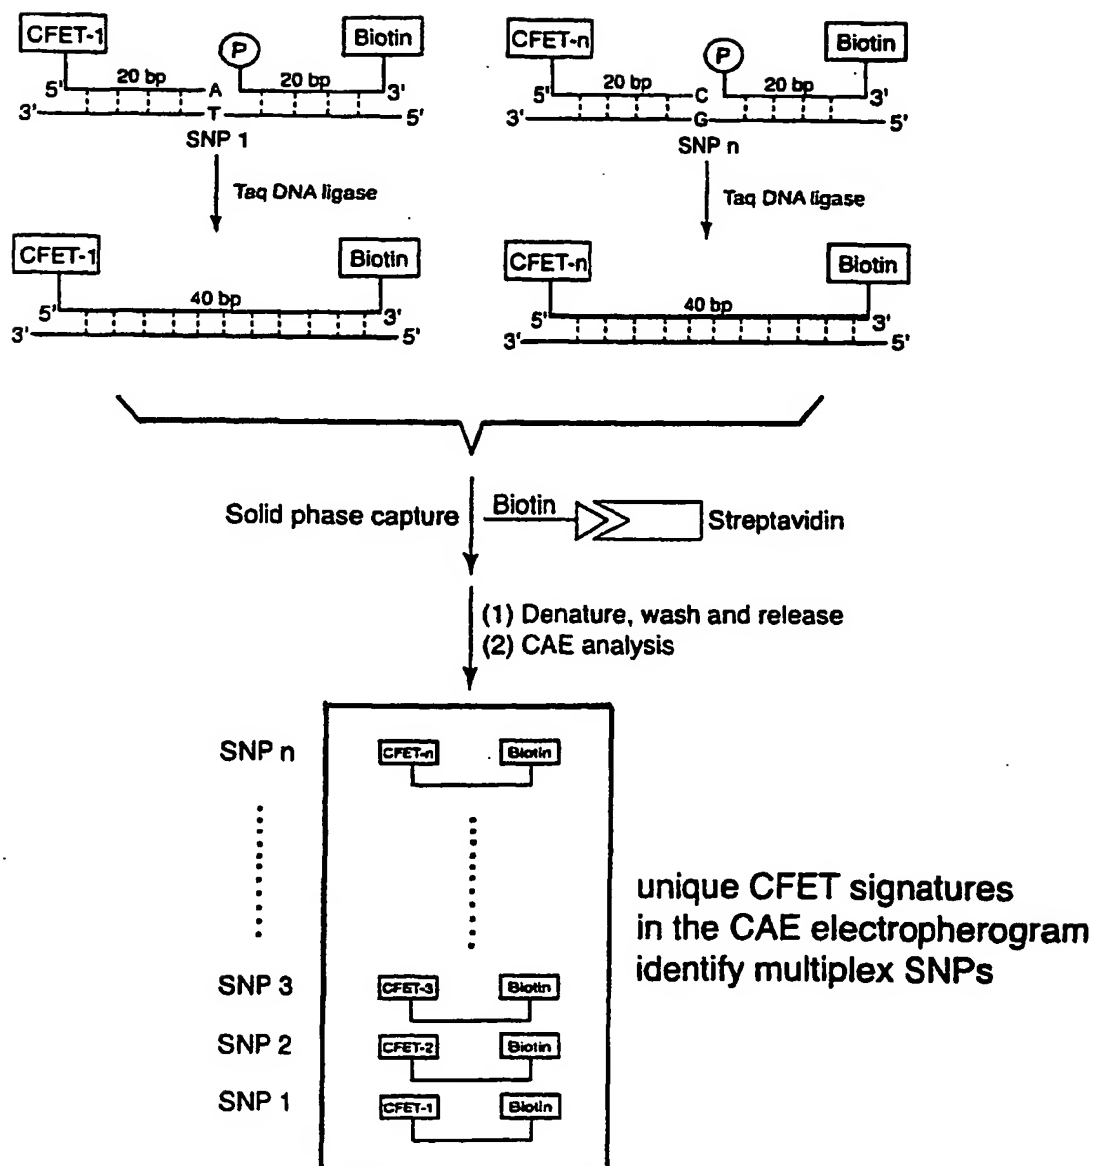 CFET-1
P
Biotin
5' 20 bp A 20 bp 3'
3' T 5'
SNP 1
Taq DNA ligase
CFET-1
Biotin
40 bp
5' 3'
3' 5'
CFET-n
P
Biotin
5' 20 bp C 20 bp 3'
3' G 5'
SNP n
Taq DNA ligase
CFET-n
Biotin
40 bp
5' 3'
3' 5'
Solid phase capture
Biotin
Streptavidin
(1) Denature, wash and release
(2) CAE analysis
SNP n CFET-n Biotin
SNP 3 CFET-3 Biotin
SNP 2 CFET-2 Biotin
SNP 1 CFET-1 Biotin
unique CFET signatures
in the CAE electropherogram
identify multiplex SNPs